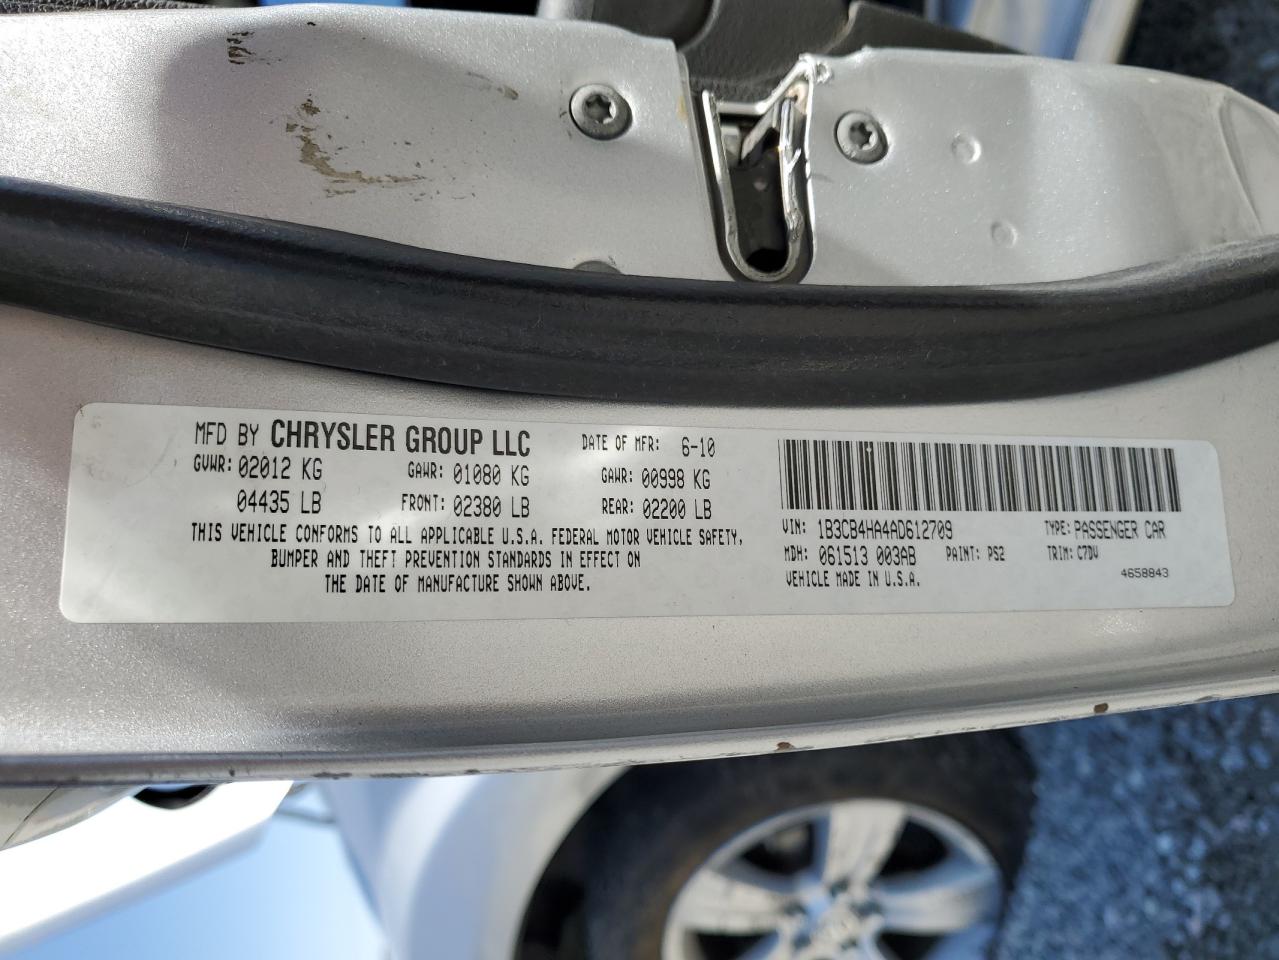 MFD BY CHRYSLER GROUP LLC DATE OF MFR: 6-10
GVWR: 02012 KG GAWR: 01080 KG GAWR: 00998 KG
04435 LB FRONT: 02380 LB REAR: 02200 LB
THIS VEHICLE CONFORMS TO ALL APPLICABLE U.S.A. FEDERAL MOTOR VEHICLE SAFETY,
BUMPER AND THEFT PREVENTION STANDARDS IN EFFECT ON
THE DATE OF MANUFACTURE SHOWN ABOVE.
VIN: 1B3CB4HA4AD612709 TYPE: PASSENGER CAR
MDH: 061513 003AB PAINT: PS2 TRIM: C7DV
VEHICLE MADE IN U.S.A. 4658843